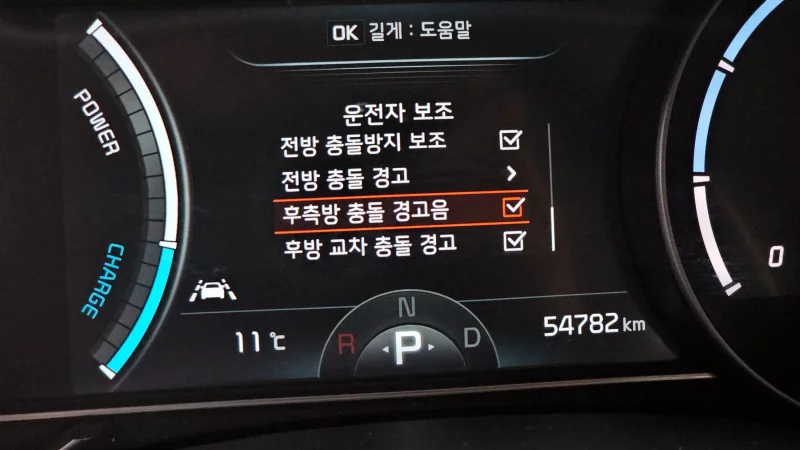 OK 길게 : 도움말
운전자 보조
전방 충돌방지 보조
전방 충돌 경고
후측방 충돌 경고음
후방 교차 충돌 경고
POWER
CHARGE
0
11℃
R N D
P
54782 km